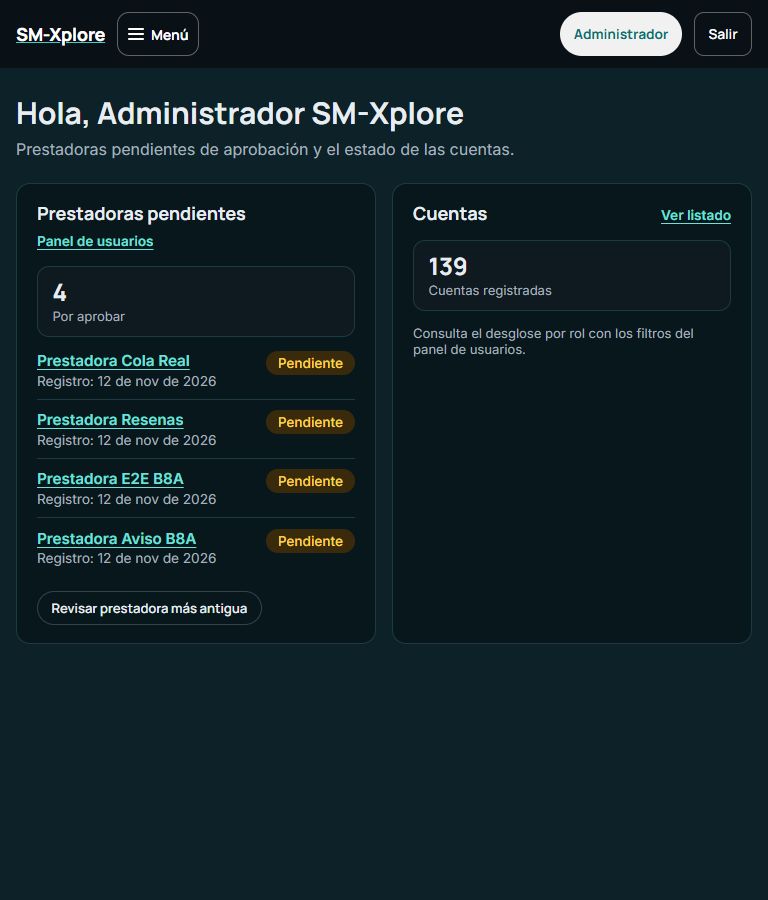 SM-Xplore
Menú
Administrador
Salir
Hola, Administrador SM-Xplore
Prestadoras pendientes de aprobación y el estado de las cuentas.
Prestadoras pendientes
Panel de usuarios
4
Por aprobar
Prestadora Cola Real
Pendiente
Registro: 12 de nov de 2026
Prestadora Resenas
Pendiente
Registro: 12 de nov de 2026
Prestadora E2E B8A
Pendiente
Registro: 12 de nov de 2026
Prestadora Aviso B8A
Pendiente
Registro: 12 de nov de 2026
Revisar prestadora más antigua
Cuentas
Ver listado
139
Cuentas registradas
Consulta el desglose por rol con los filtros del
panel de usuarios.